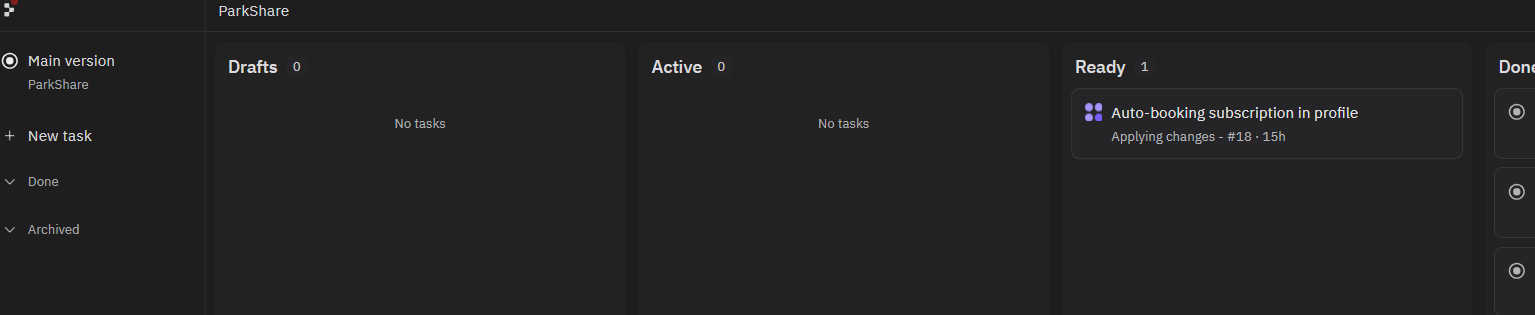 ParkShare
Main version
ParkShare
New task
Done
Archived
Drafts 0
No tasks
Active 0
No tasks
Ready 1
Auto-booking subscription in profile
Applying changes - #18 · 15h